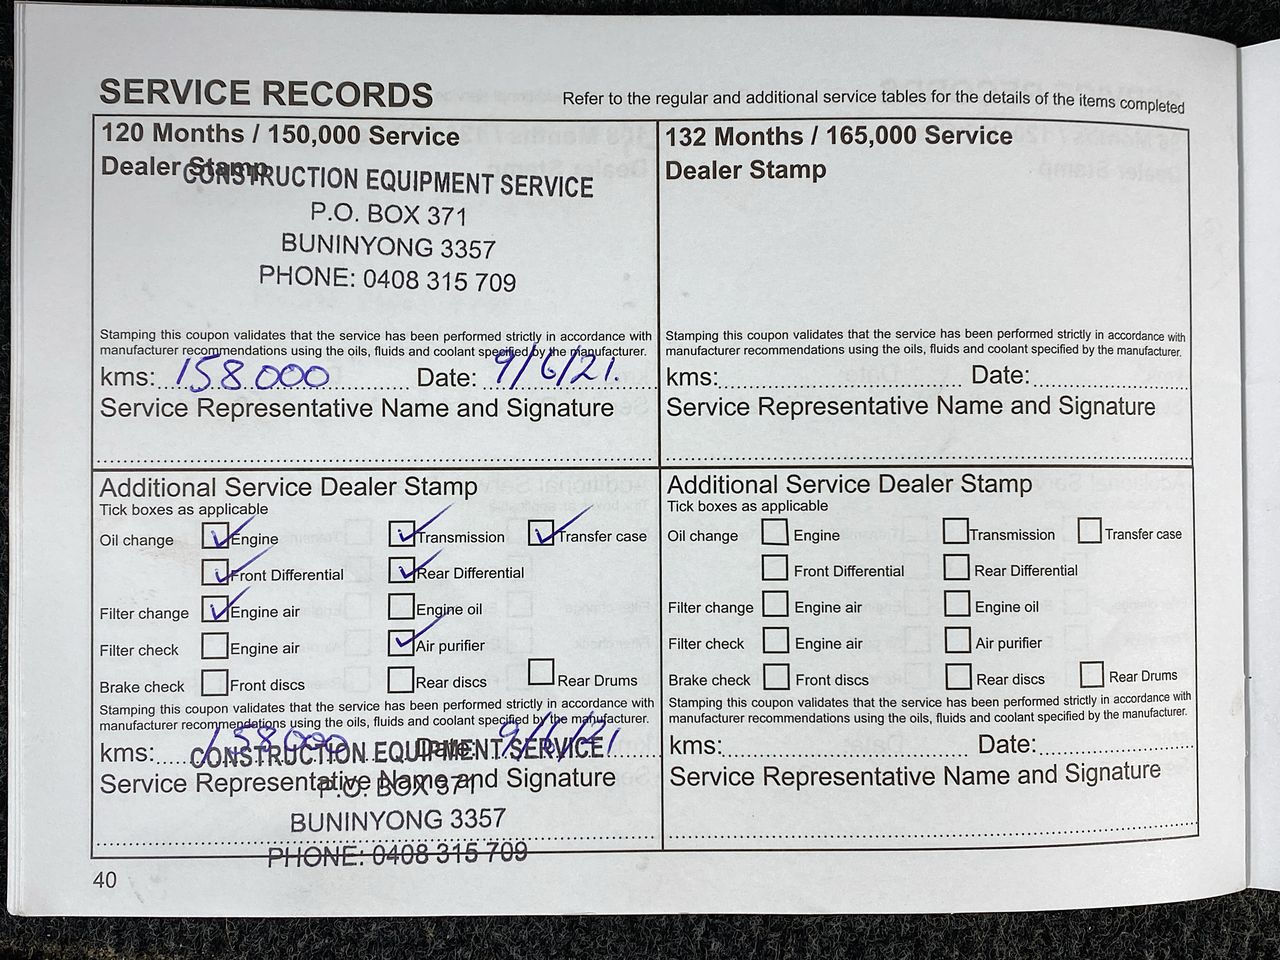 SERVICE RECORDS
Refer to the regular and additional service tables for the details of the items completed
120 Months / 150,000 Service
Dealer Stamp
CONSTRUCTION EQUIPMENT SERVICE
P.O. BOX 371
BUNINYONG 3357
PHONE: 0408 315 709
Stamping this coupon validates that the service has been performed strictly in accordance with
manufacturer recommendations using the oils, fluids and coolant specified by the manufacturer.
kms: 158000 Date: 9/6/21.
Service Representative Name and Signature
Additional Service Dealer Stamp
Tick boxes as applicable
Oil change Engine Transmission Transfer case
Front Differential Rear Differential
Filter change Engine air Engine oil
Filter check Engine air Air purifier
Brake check Front discs Rear discs Rear Drums
Stamping this coupon validates that the service has been performed strictly in accordance with
manufacturer recommendations using the oils, fluids and coolant specified by the manufacturer.
kms: 158000 Date: 9/6/21
CONSTRUCTION EQUIPMENT SERVICE
Service Representative Name and Signature
P.O. BOX 371
BUNINYONG 3357
PHONE: 0408 315 709
132 Months / 165,000 Service
Dealer Stamp
Stamping this coupon validates that the service has been performed strictly in accordance with
manufacturer recommendations using the oils, fluids and coolant specified by the manufacturer.
kms: Date:
Service Representative Name and Signature
Additional Service Dealer Stamp
Tick boxes as applicable
Oil change Engine Transmission Transfer case
Front Differential Rear Differential
Filter change Engine air Engine oil
Filter check Engine air Air purifier
Brake check Front discs Rear discs Rear Drums
Stamping this coupon validates that the service has been performed strictly in accordance with
manufacturer recommendations using the oils, fluids and coolant specified by the manufacturer.
kms: Date:
Service Representative Name and Signature
40